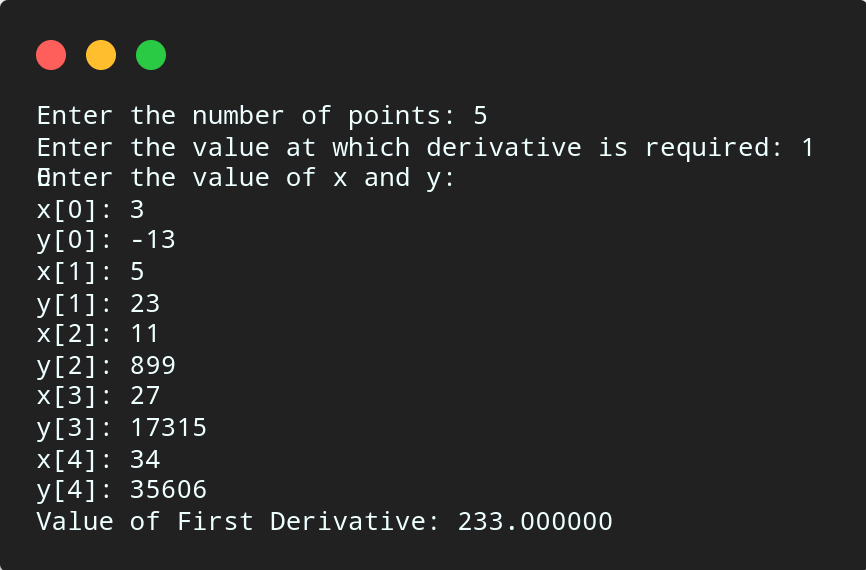 Enter the number of points: 5
Enter the value at which derivative is required: 1
0
Enter the value of x and y:
x[0]: 3
y[0]: -13
x[1]: 5
y[1]: 23
x[2]: 11
y[2]: 899
x[3]: 27
y[3]: 17315
x[4]: 34
y[4]: 35606
Value of First Derivative: 233.000000